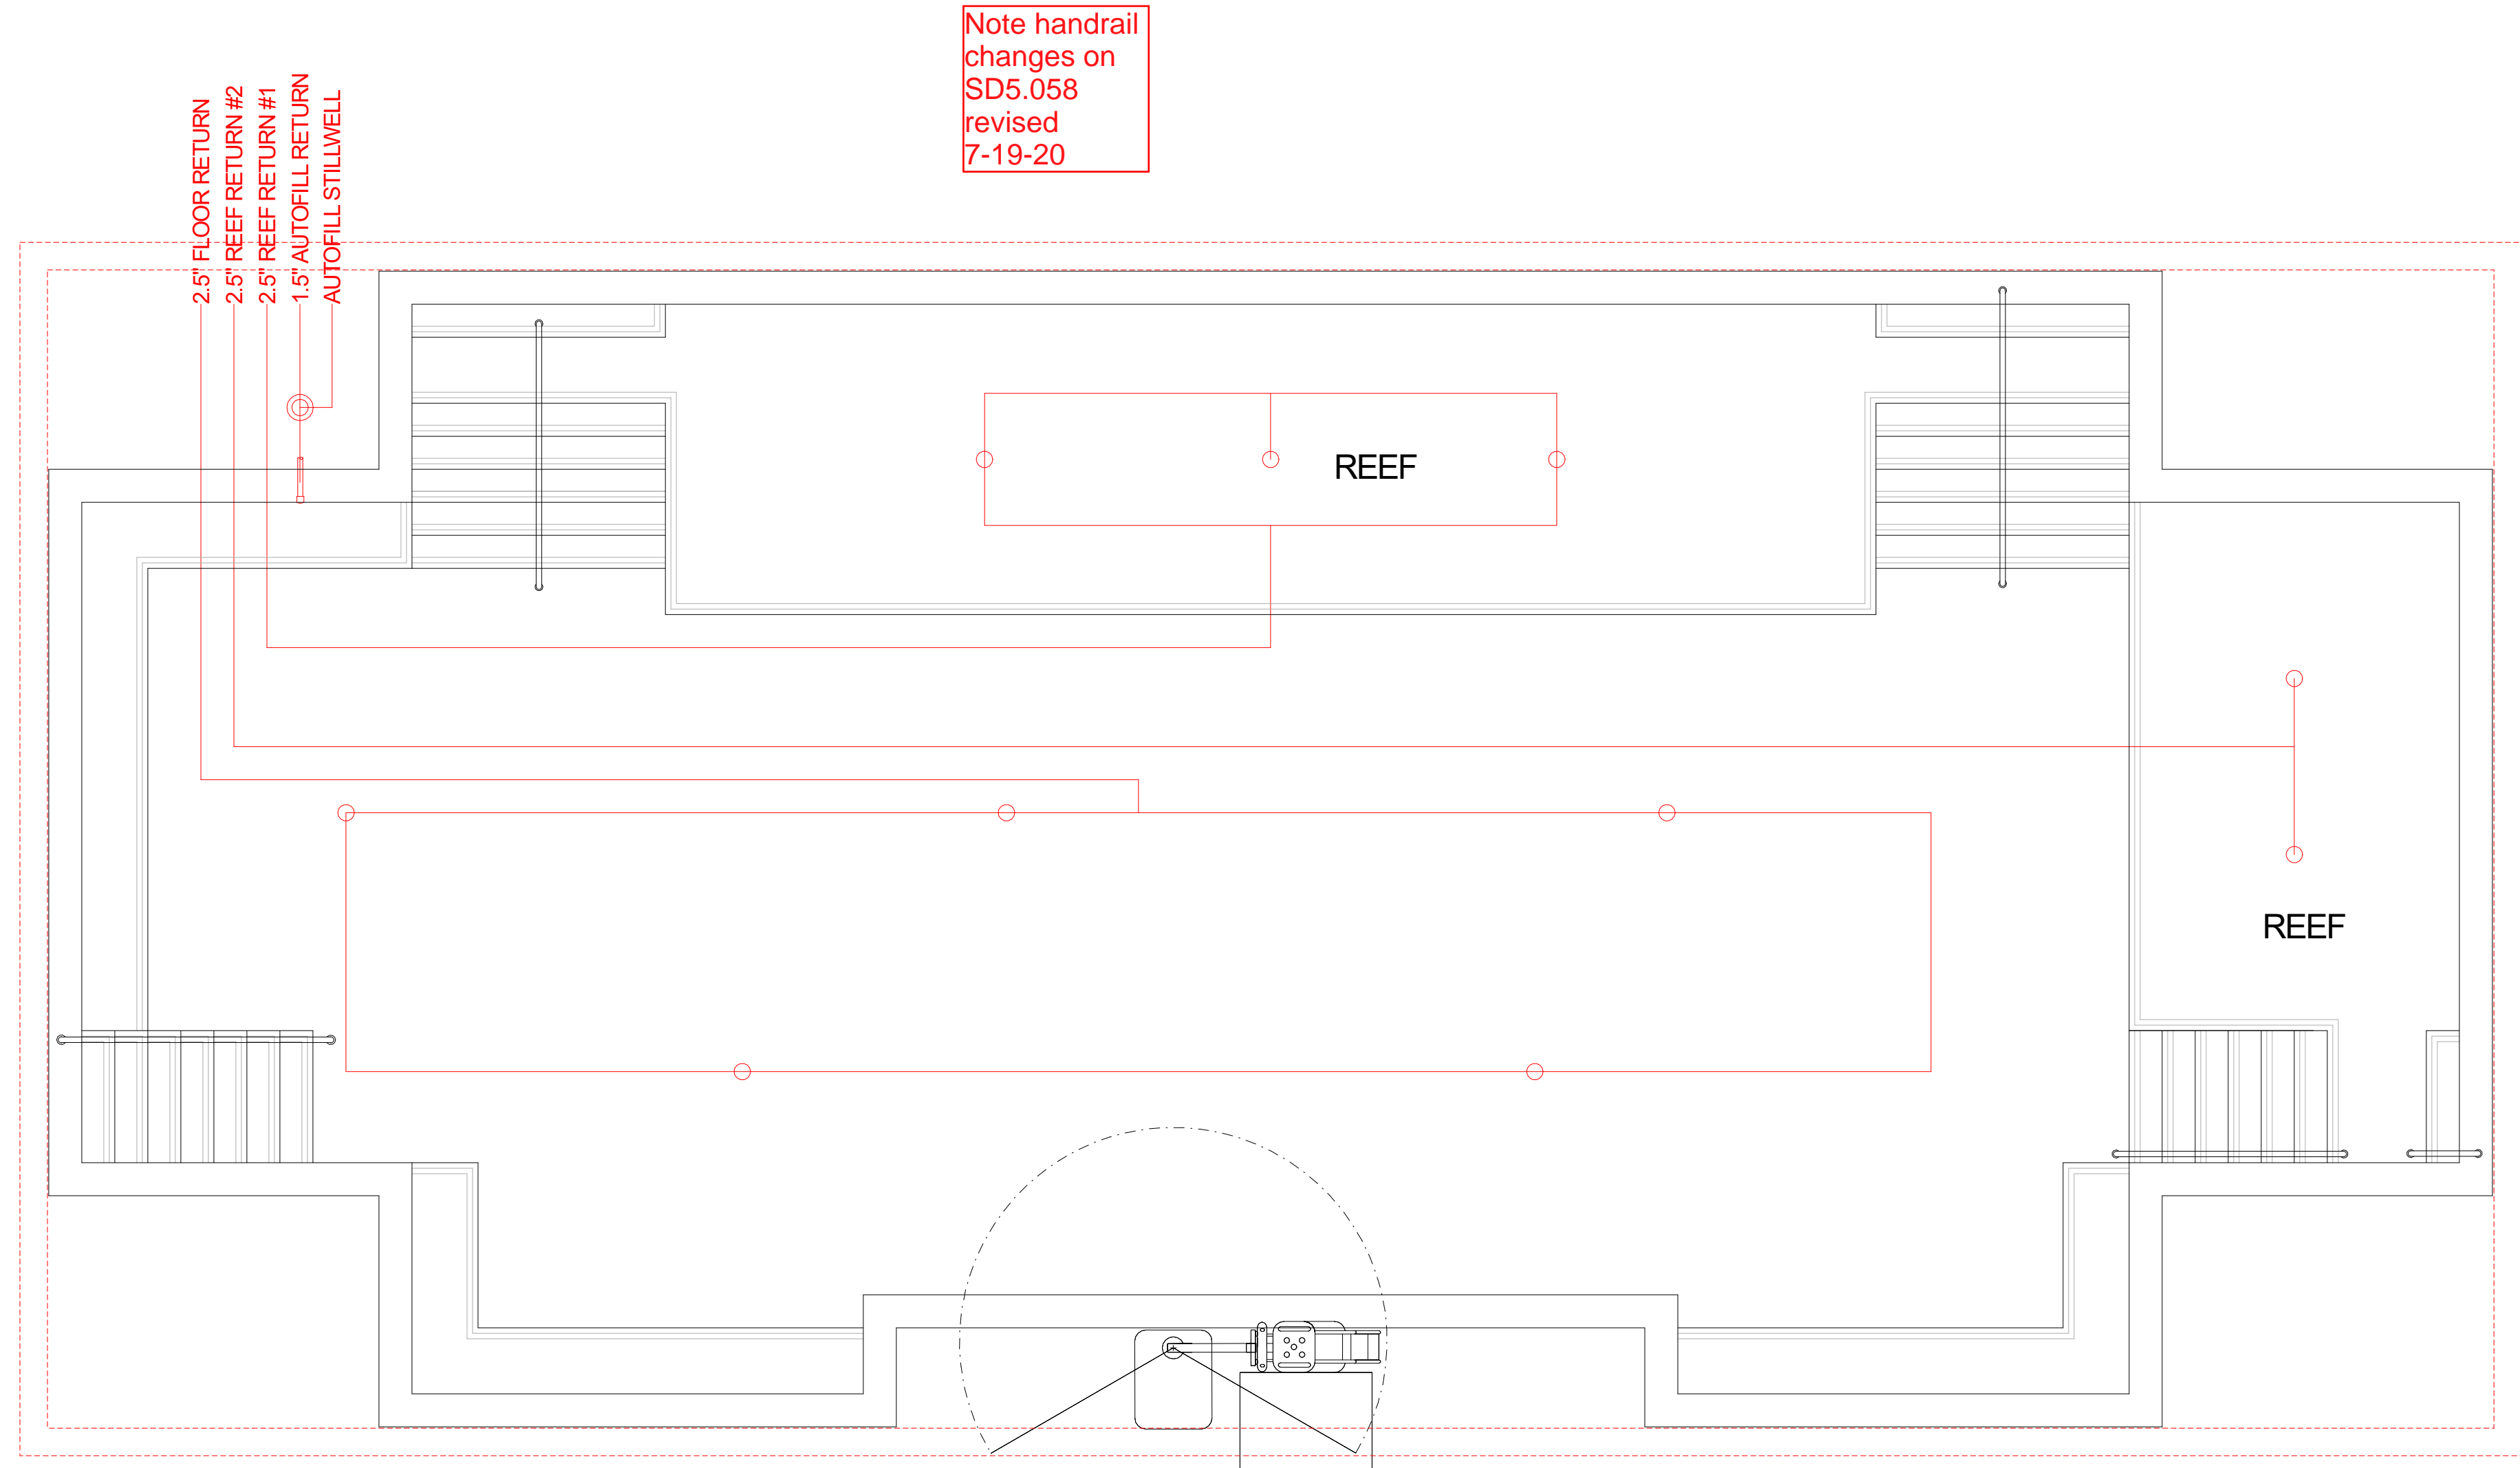 Note handrail
changes on
SD5.058
revised
7-19-20
2.5" FLOOR RETURN
2.5" REEF RETURN #2
2.5" REEF RETURN #1
1.5" AUTOFILL RETURN
AUTOFILL STILLWELL
REEF
REEF